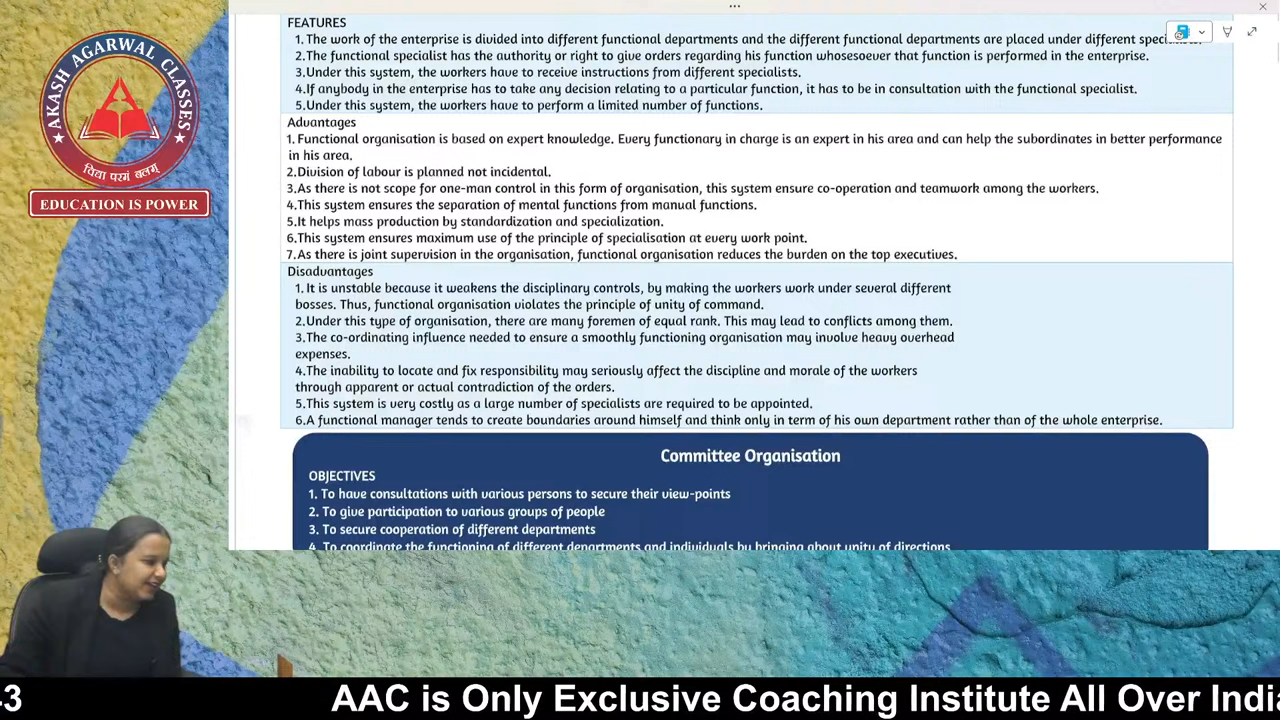 FEATURES
1. The work of the enterprise is divided into different functional departments and the different functional departments are placed under different
2.The functional specialist has the authority or right to give orders regarding his function whosesoever that function is performed in the enterprise.
3.Under this system, the workers have to receive instructions from different specialists.
4.If anybody in the enterprise has to take any decision relating to a particular function, it has to be in consultation with the functional specialist.
5.Under this system, the workers have to perform a limited number of functions.
Advantages
1.Functional organisation is based on expert knowledge. Every functionary in charge is an expert in his area and can help the subordinates in better performance
in his area.
2.Division of labour is planned not incidental.
3.As there is not scope for one-man control in this form of organisation, this system ensure co-operation and teamwork among the workers.
4.This system ensures the separation of mental functions from manual functions.
5.It helps mass production by standardization and specialization.
6.This system ensures maximum use of the principle of specialisation at every work point.
7.As there is joint supervision in the organisation, functional organisation reduces the burden on the top executives.
Disadvantages
1.It is unstable because it weakens the disciplinary controls, by making the workers work under several different
bosses. Thus, functional organisation violates the principle of unity of command.
2.Under this type of organisation, there are many foremen of equal rank. This may lead to conflicts among them.
3.The co-ordinating influence needed to ensure a smoothly functioning organisation may involve heavy overhead
expenses.
4.The inability to locate and fix responsibility may seriously affect the discipline and morale of the workers
through apparent or actual contradiction of the orders.
5.This system is very costly as a large number of specialists are required to be appointed.
6.A functional manager tends to create boundaries around himself and think only in term of his own department rather than of the whole enterprise.
Committee Organisation
OBJECTIVES
1. To have consultations with various persons to secure their view-points
2. To give participation to various groups of people
3. To secure cooperation of different departments
4. To coordinate the functioning of different departments and individuals by bringing about unity of directions
AKASH AGARWAL CLASSES
विद्या परमं बलम्
EDUCATION IS POWER
-3 AAC is Only Exclusive Coaching Institute All Over India